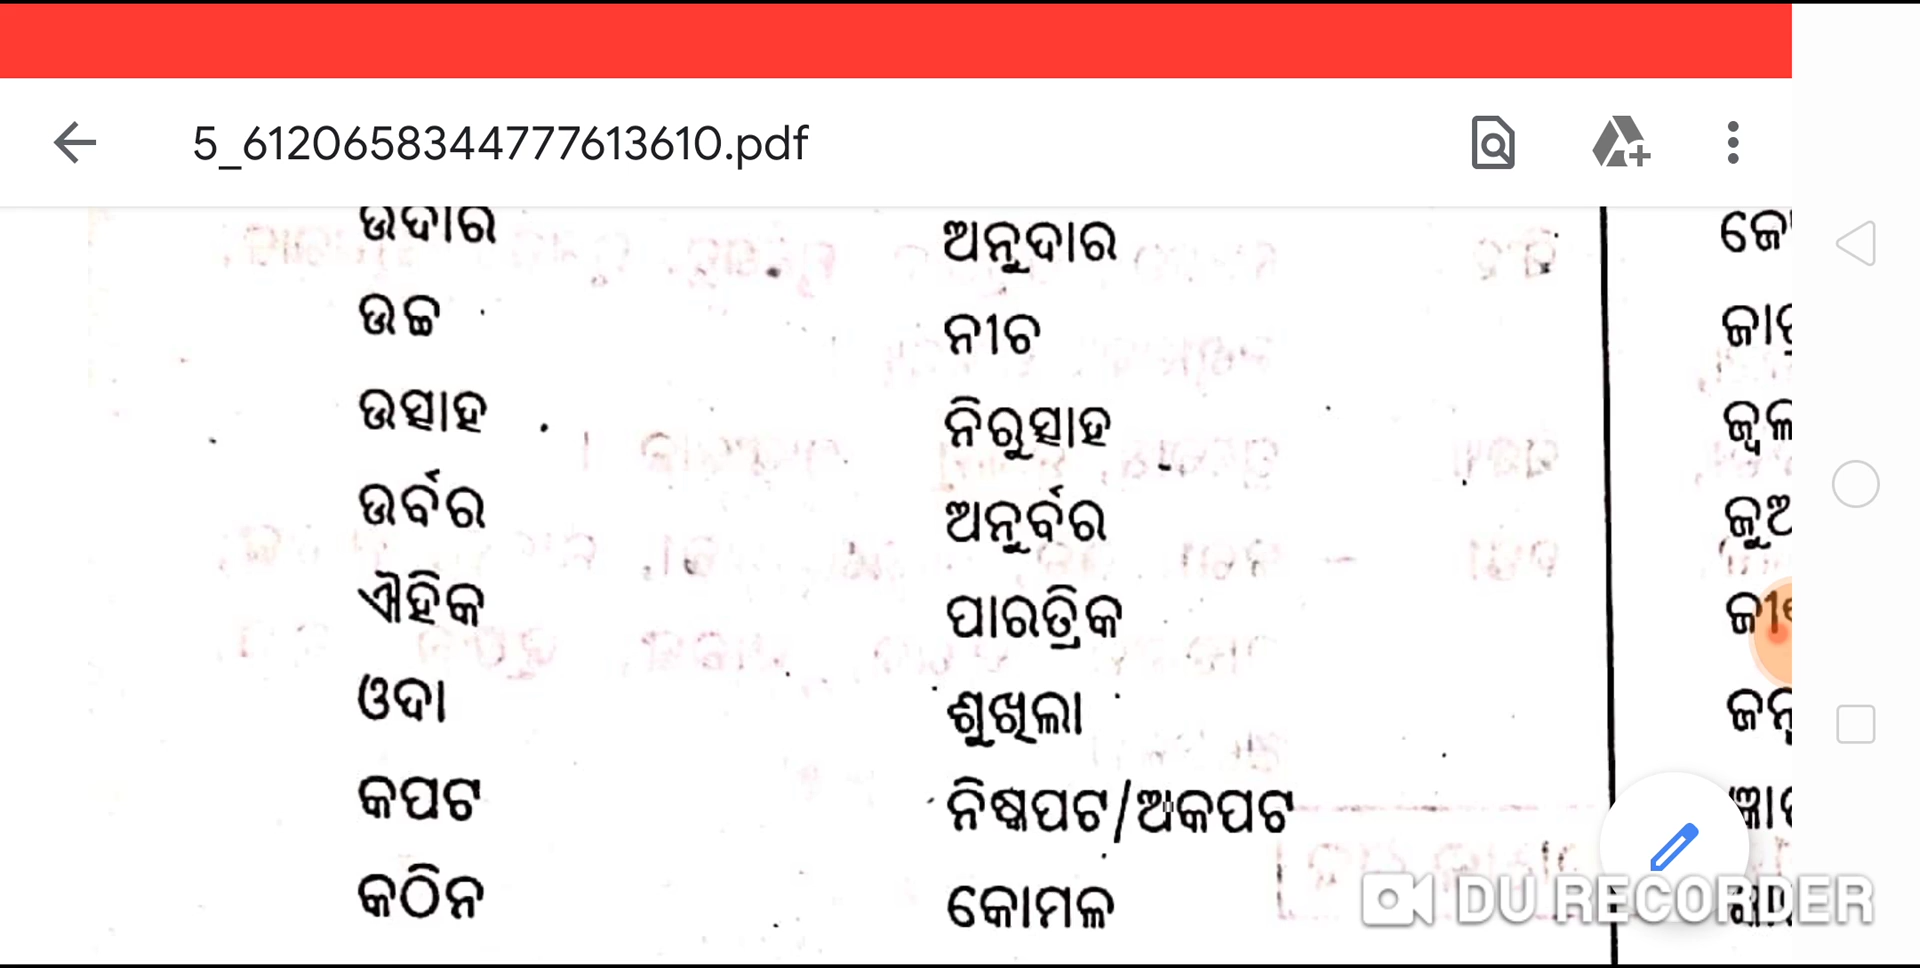 5_6120658344777613610.pdf
ଉଦାର ଅନୁଦାର
ଉଚ୍ଚ ନୀଚ
ଉତ୍ସାହ ନିରୁତ୍ସାହ
ଉର୍ବର ଅନୁର୍ବର
ଐହିକ ପାରତ୍ରିକ
ଓଦା ଶୁଖିଲା
କପଟ ନିଷ୍କପଟ/ଅକପଟ
କଠିନ କୋମଳ
DU RECORDER